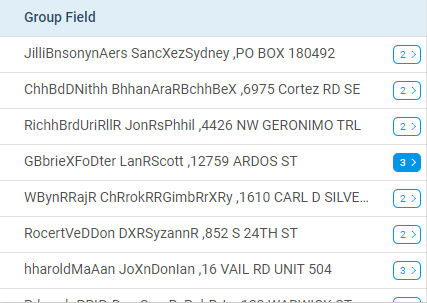 Group Field
JilliBnsonynAers SancXezSydney ,PO BOX 180492 2
ChhBdDNithh BhhanAraRBchhBeX ,6975 Cortez RD SE 2
RichhBrdUriRllR JonRsPhhil ,4426 NW GERONIMO TRL 2
GBbrieXFoDter LanRScott ,12759 ARDOS ST 3
WBynRRajR ChRrokRRGimbRrXRy ,1610 CARL D SILVE... 2
RocertVeDDon DXRSyzannR ,852 S 24TH ST 2
hharoldMaAan JoXnDonIan ,16 VAIL RD UNIT 504 3